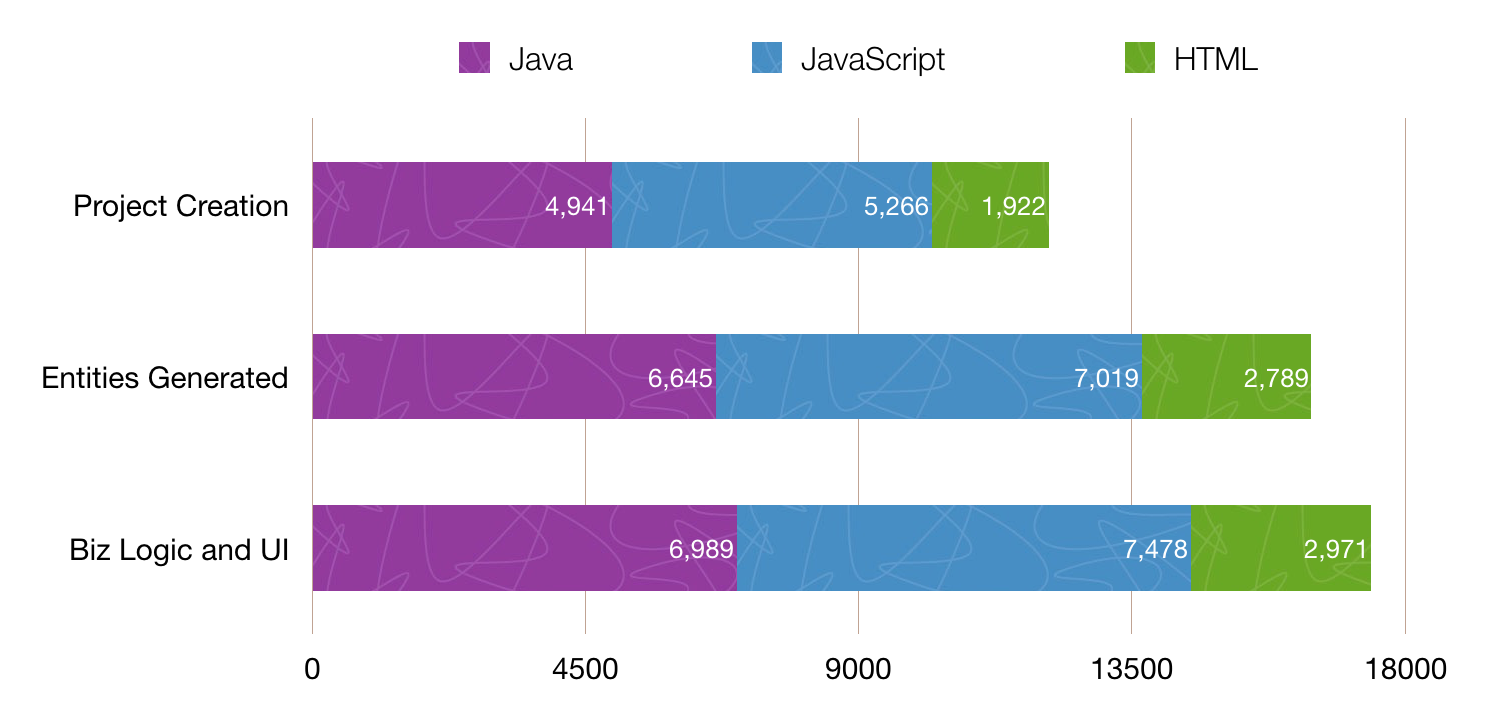 Java JavaScript HTML
Project Creation 4,941 5,266 1,922
Entities Generated 6,645 7,019 2,789
Biz Logic and UI 6,989 7,478 2,971
0 4500 9000 13500 18000